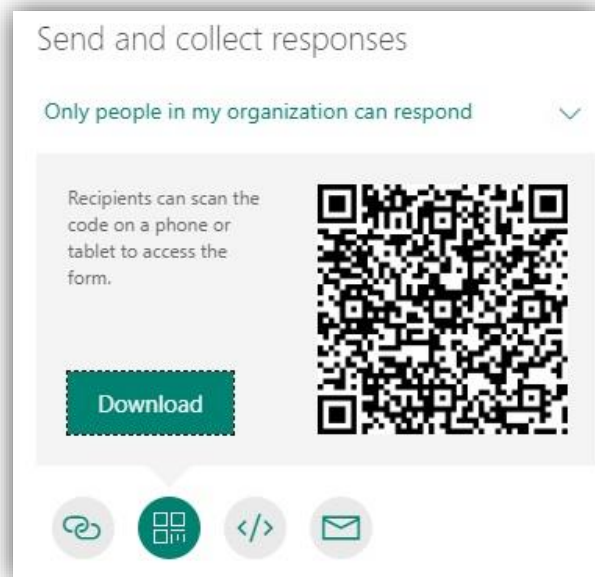 Send and collect responses
Only people in my organization can respond
Recipients can scan the
code on a phone or
tablet to access the
form.
Download